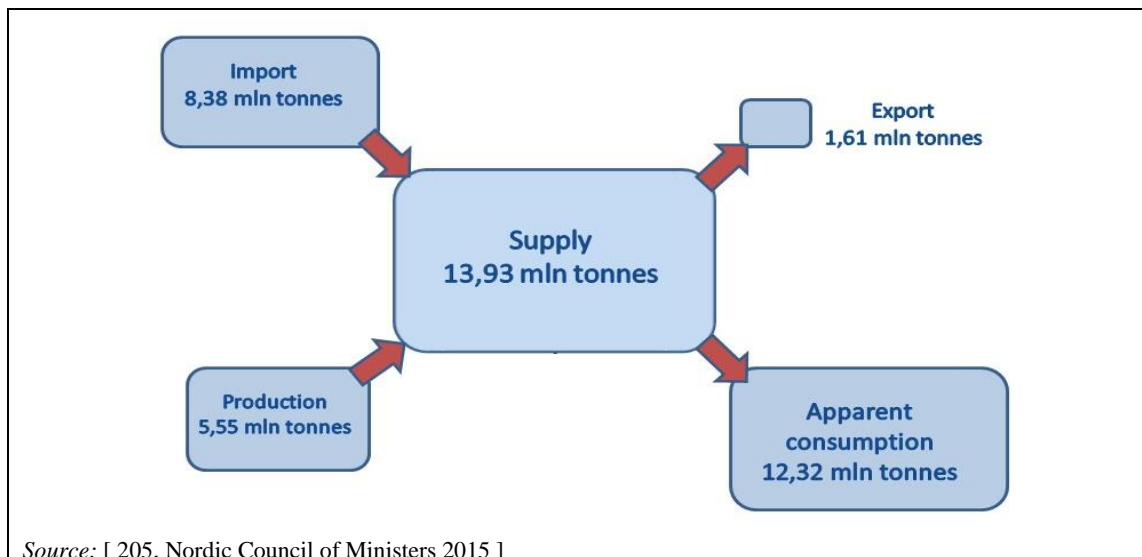 Import
8,38 mln tonnes
Export
1,61 mln tonnes
Supply
13,93 mln tonnes
Production
5,55 mln tonnes
Apparent
consumption
12,32 mln tonnes
Source: [ 205, Nordic Council of Ministers 2015 ]